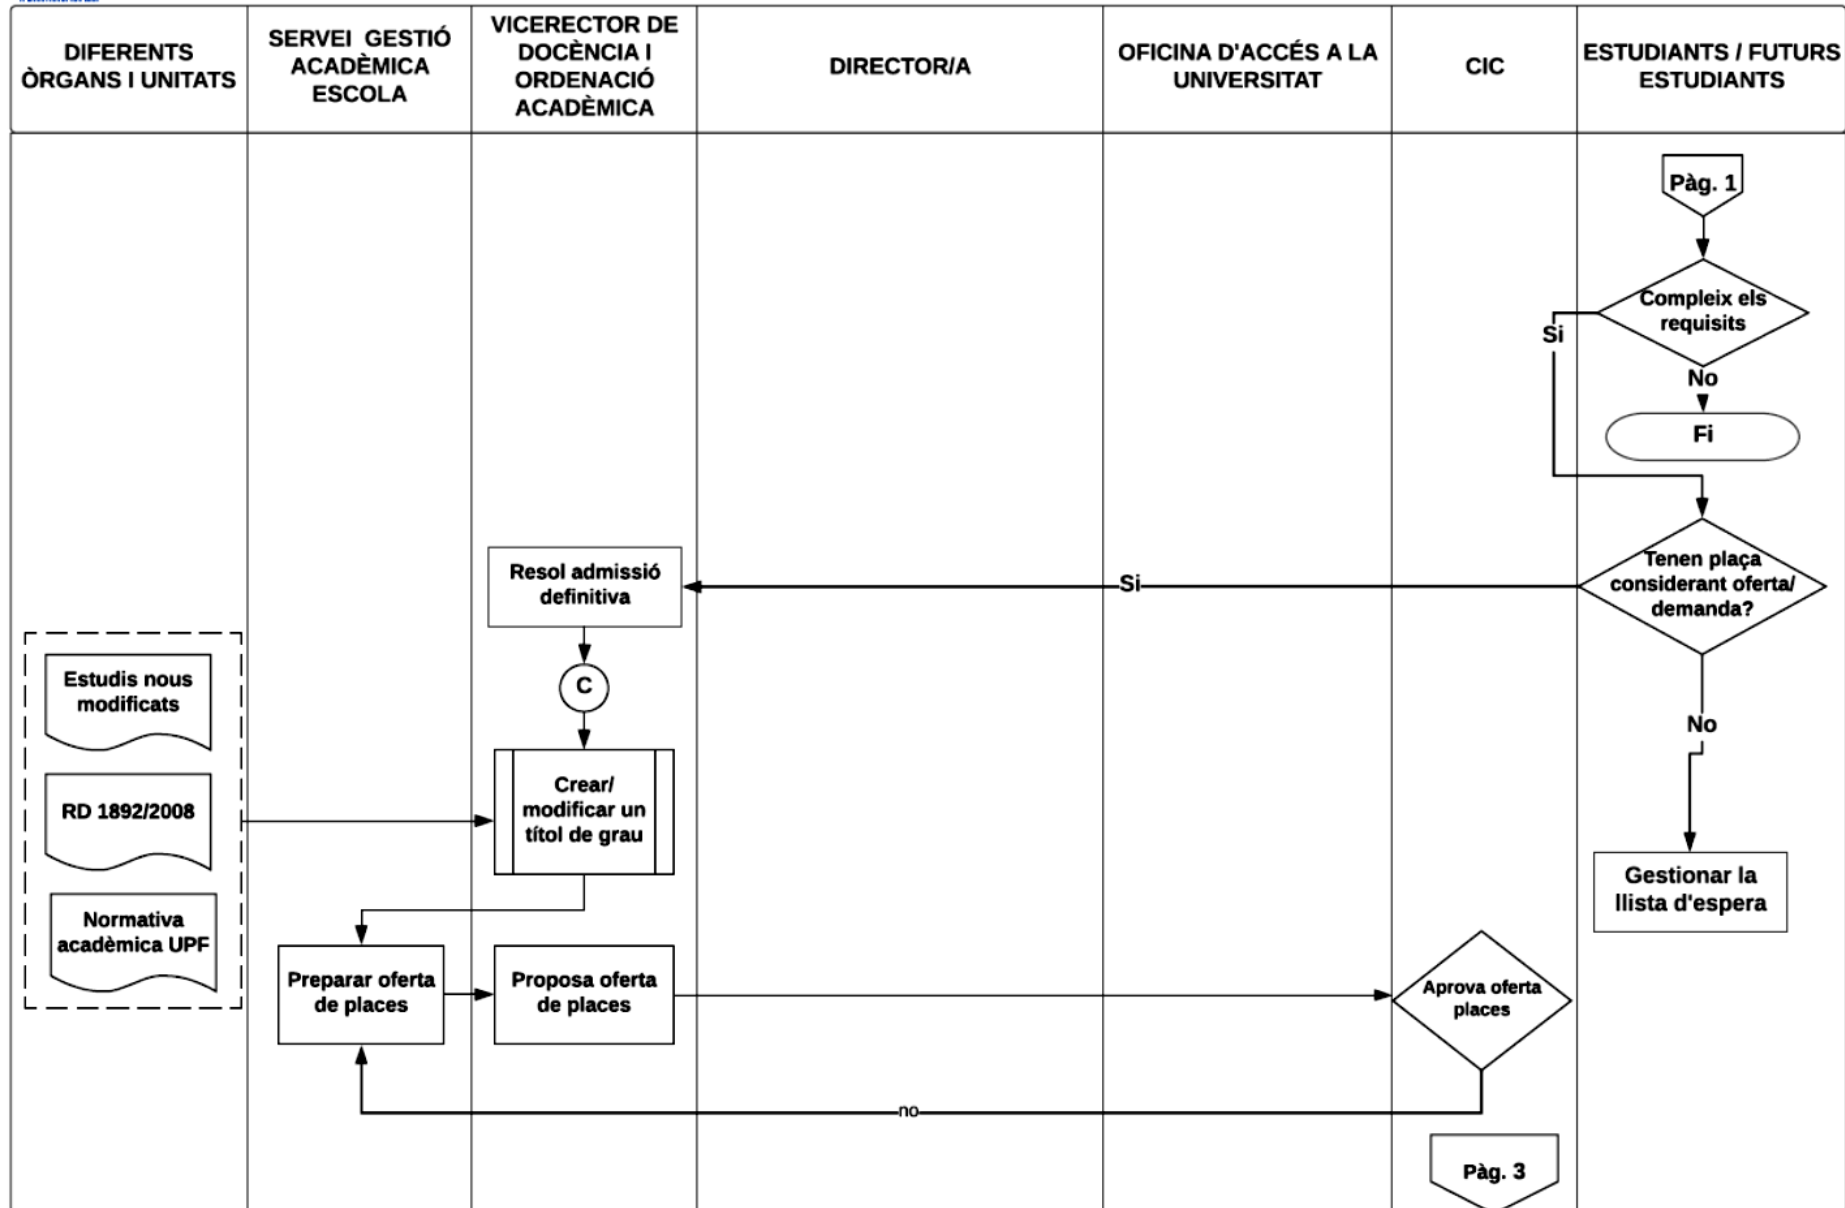 DIFERENTS
ÒRGANS I UNITATS
SERVEI GESTIÓ
ACADÈMICA
ESCOLA
VICERECTOR DE
DOCÈNCIA I
ORDENACIÓ
ACADÈMICA
DIRECTOR/A
OFICINA D'ACCÉS A LA
UNIVERSITAT
CIC
ESTUDIANTS / FUTURS
ESTUDIANTS
Pàg. 1
Compleix els
requisits
Si
No
Fi
Tenen plaça
considerant oferta/
demanda?
Si
Resol admissió
definitiva
C
No
Estudis nous
modificats
RD 1892/2008
Normativa
acadèmica UPF
Crear/
modificar un
títol de grau
Gestionar la
llista d'espera
Preparar oferta
de places
Proposa oferta
de places
Aprova oferta
places
no
Pàg. 3